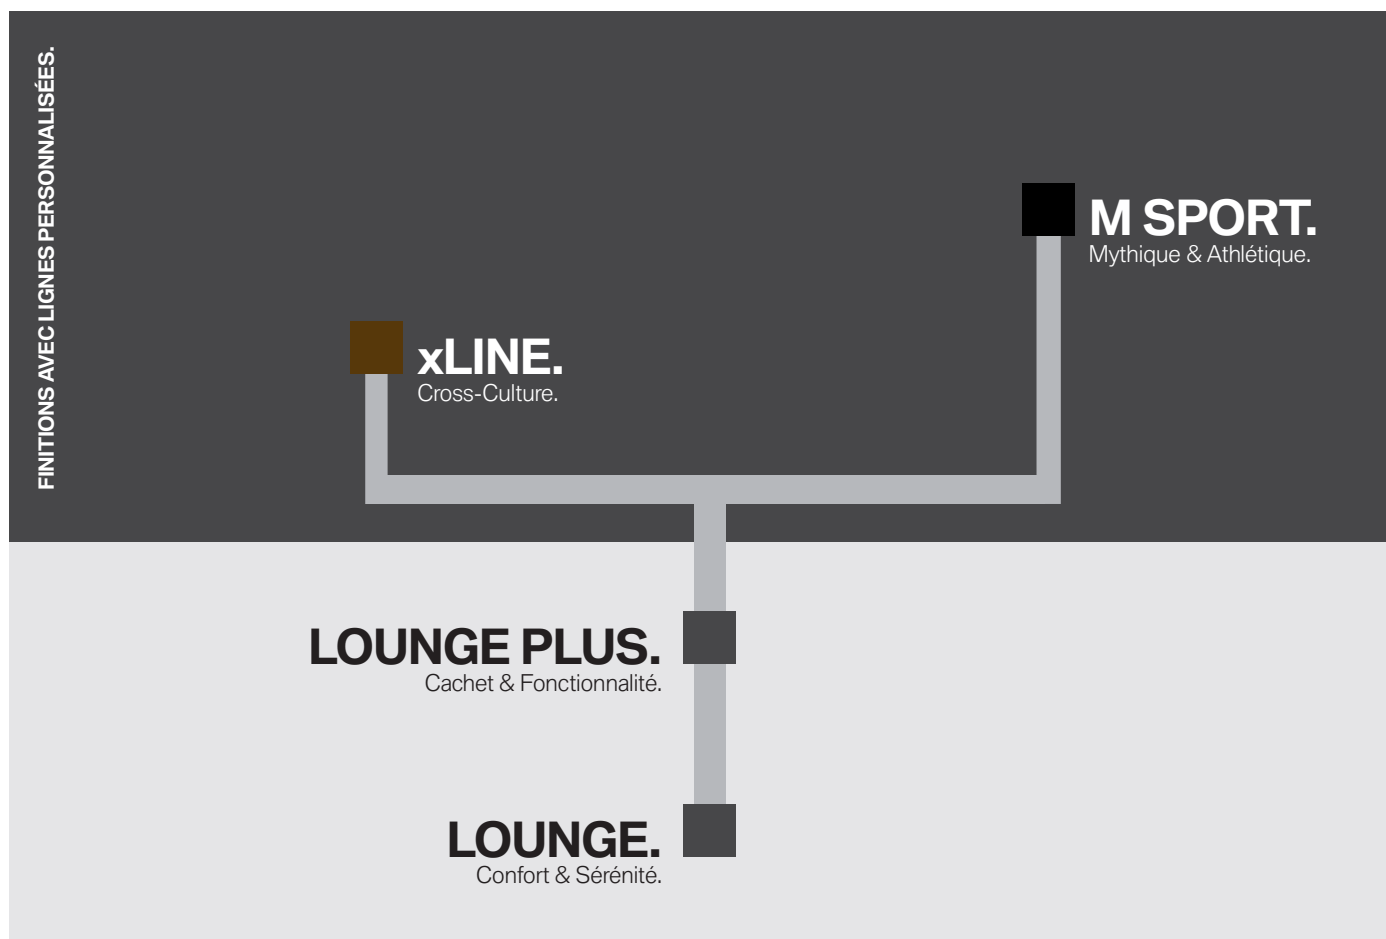 FINITIONS AVEC LIGNES PERSONNALISÉES.
M SPORT.
Mythique & Athlétique.
xLINE.
Cross-Culture.
LOUNGE PLUS.
Cachet & Fonctionnalité.
LOUNGE.
Confort & Sérénité.